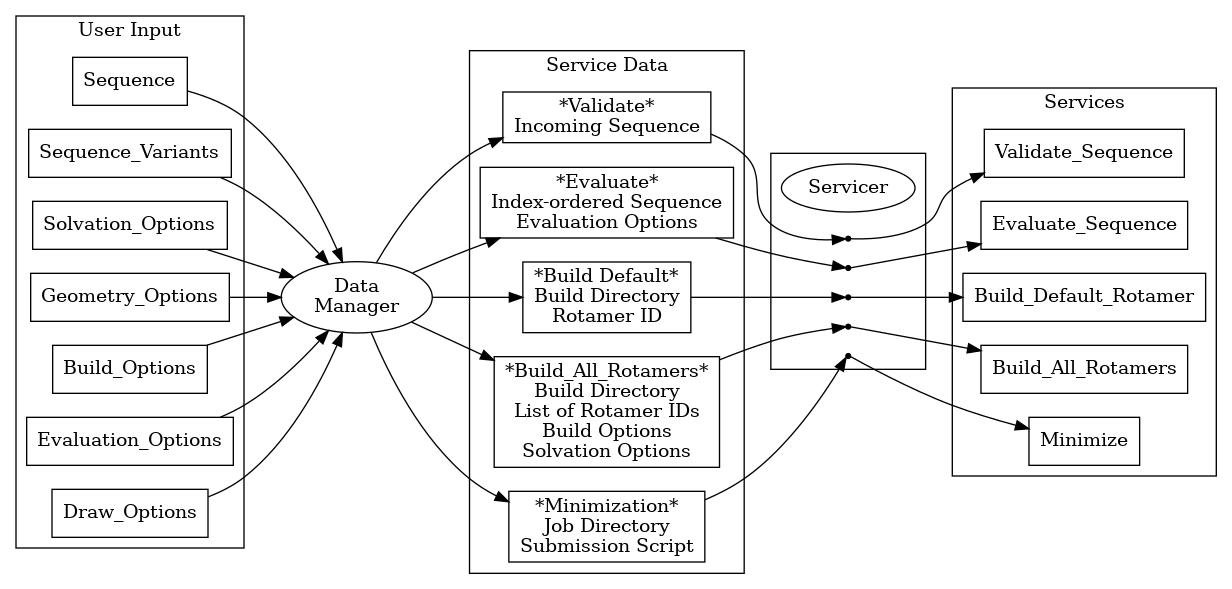 User Input
Sequence
Sequence_Variants
Solvation_Options
Geometry_Options
Build_Options
Evaluation_Options
Draw_Options
Data
Manager
Service Data
*Validate*
Incoming Sequence
*Evaluate*
Index-ordered Sequence
Evaluation Options
*Build Default*
Build Directory
Rotamer ID
*Build_All_Rotamers*
Build Directory
List of Rotamer IDs
Build Options
Solvation Options
*Minimization*
Job Directory
Submission Script
Servicer
Services
Validate_Sequence
Evaluate_Sequence
Build_Default_Rotamer
Build_All_Rotamers
Minimize